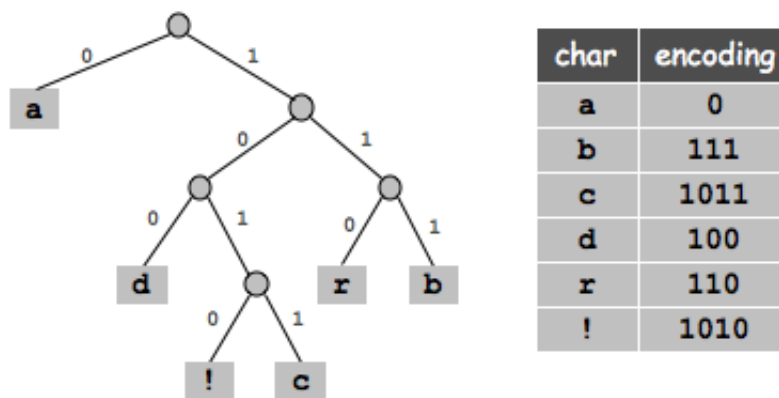 0 1
a
0 1
0 1 0 1
d r b
0 1
! c
char encoding
a 0
b 111
c 1011
d 100
r 110
! 1010